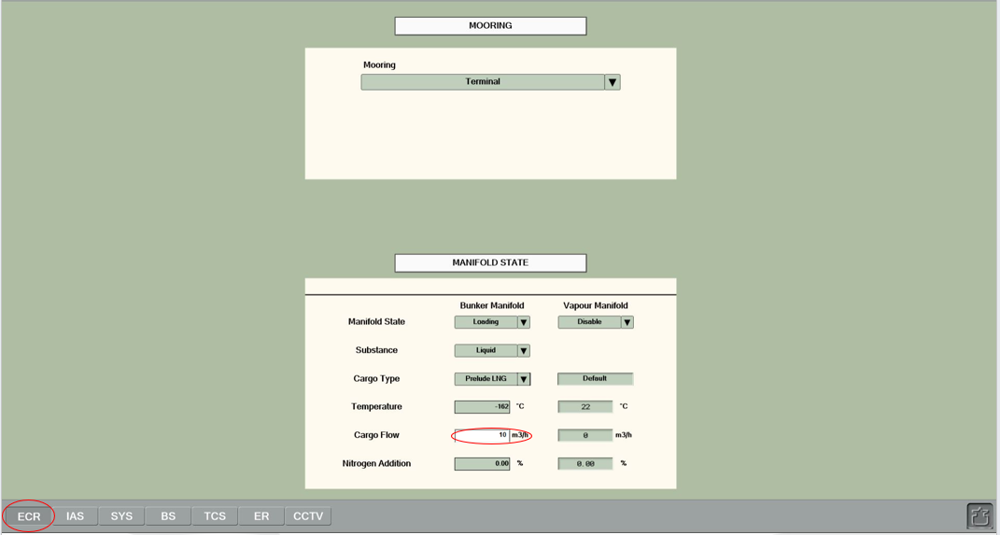 MOORING
Mooring
Terminal
MANIFOLD STATE
Bunker Manifold Vapour Manifold
Manifold State Loading Disable
Substance Liquid
Cargo Type Prelude LNG Default
Temperature -162 °C 22 °C
Cargo Flow 10 m3/h 0 m3/h
Nitrogen Addition 0.00 % 0.00 %
ECR IAS SYS BS TCS ER CCTV